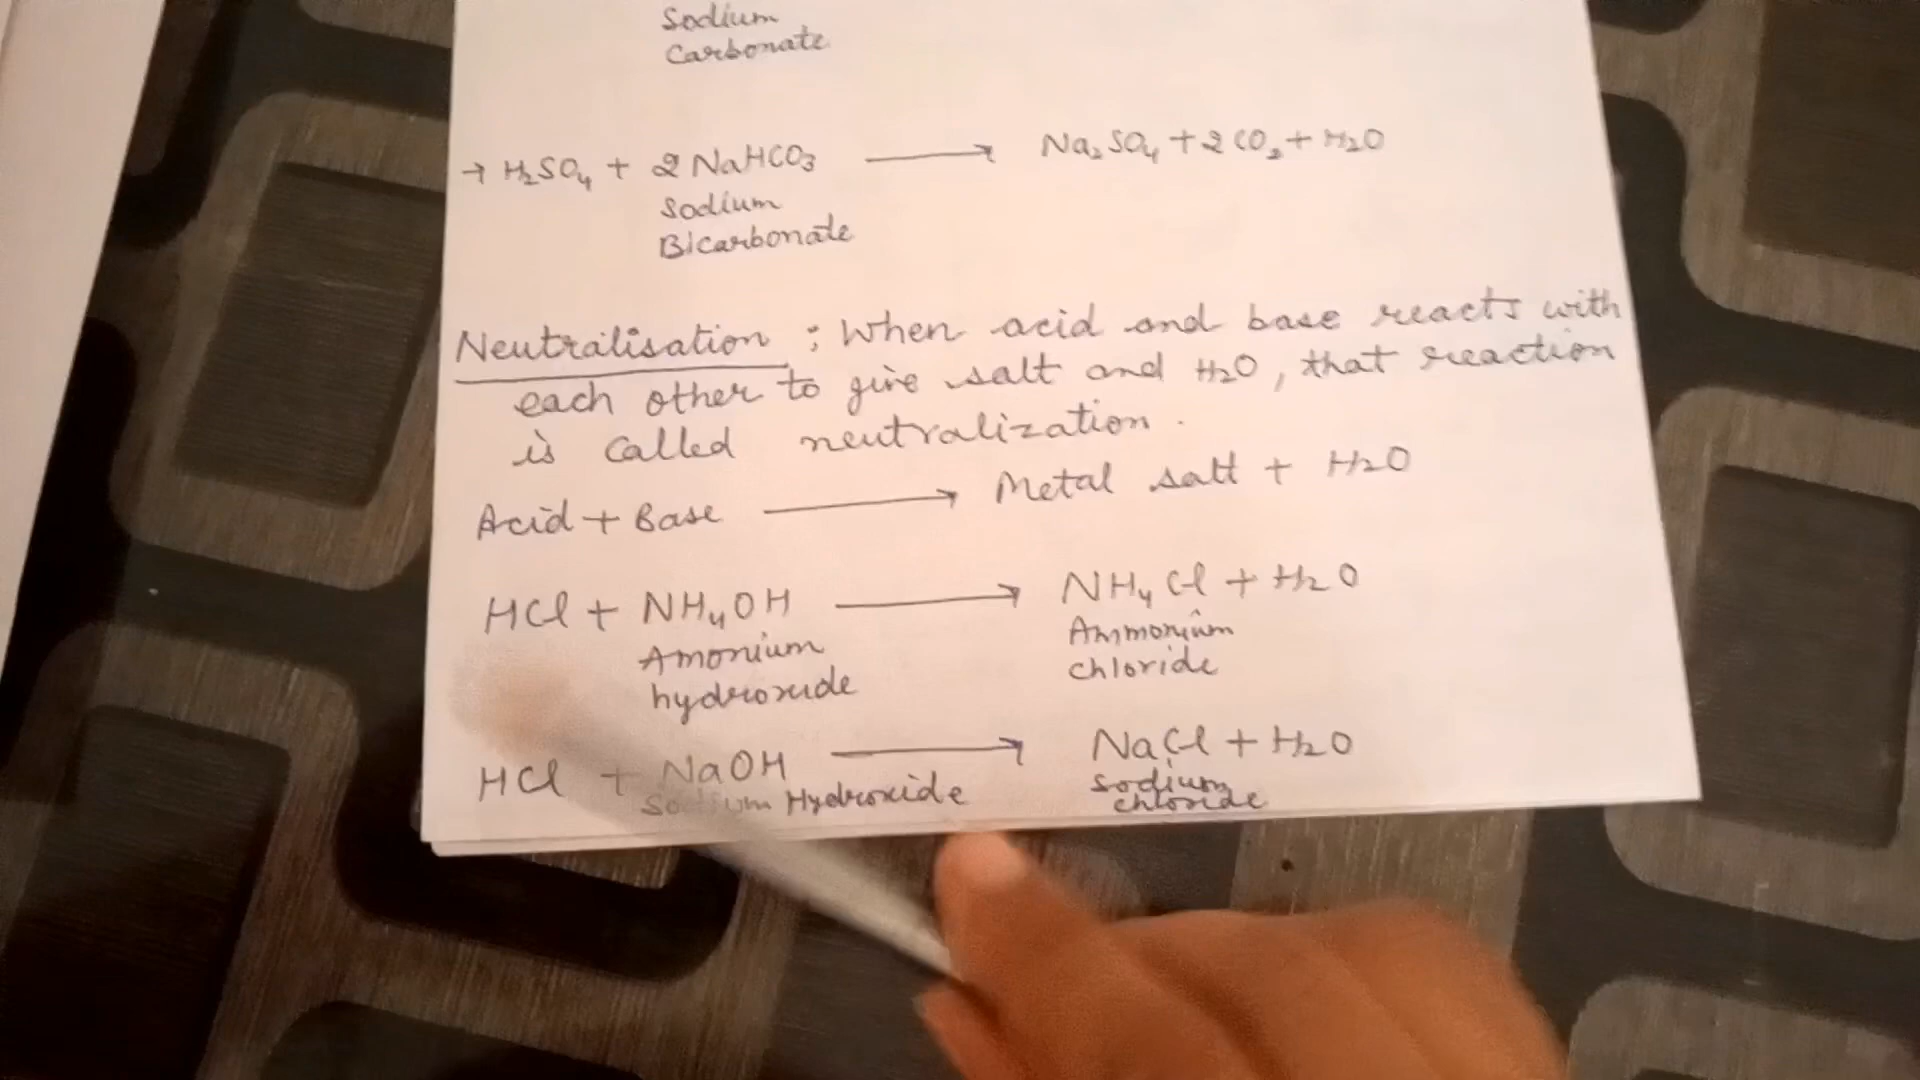 Sodium
Carbonate
→ H₂SO₄ + 2 NaHCO₃ ⟶ Na₂SO₄ + 2CO₂ + H₂O
Sodium
Bicarbonate
Neutralisation : When acid and base reacts with
each other to give salt and H₂O, that reaction
is called neutralization.
Acid + Base ⟶ Metal salt + H₂O
HCl + NH₄OH ⟶ NH₄Cl + H₂O
Amonium Ammonium
hydroxide chloride
HCl + NaOH ⟶ NaCl + H₂O
Sodium Hydroxide Sodium
chloride